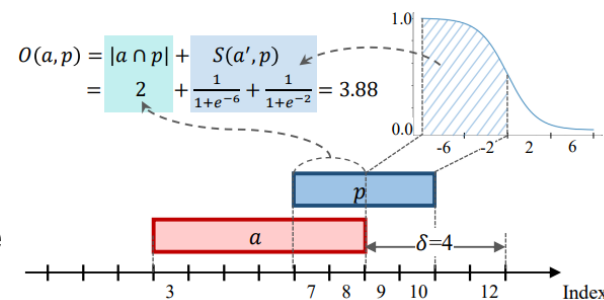 O(a, p) = |a ∩ p| + S(a′, p)
= 2 + 1/(1+e^{-6}) + 1/(1+e^{-2}) = 3.88
1.0
0.0
-6 -2 2 6
p
a
δ=4
e
3 7 8 9 10 12 Index